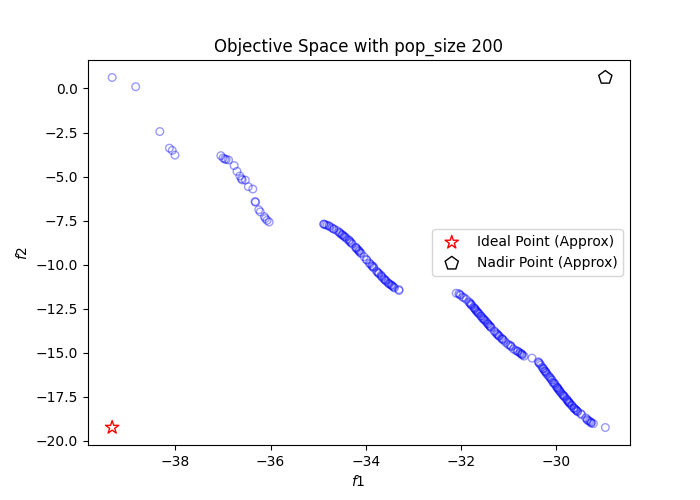 Objective Space with pop_size 200
0.0
−2.5
−5.0
−7.5
−10.0
−12.5
−15.0
−17.5
−20.0
f2
Ideal Point (Approx)
Nadir Point (Approx)
−38
−36
−34
−32
−30
f1